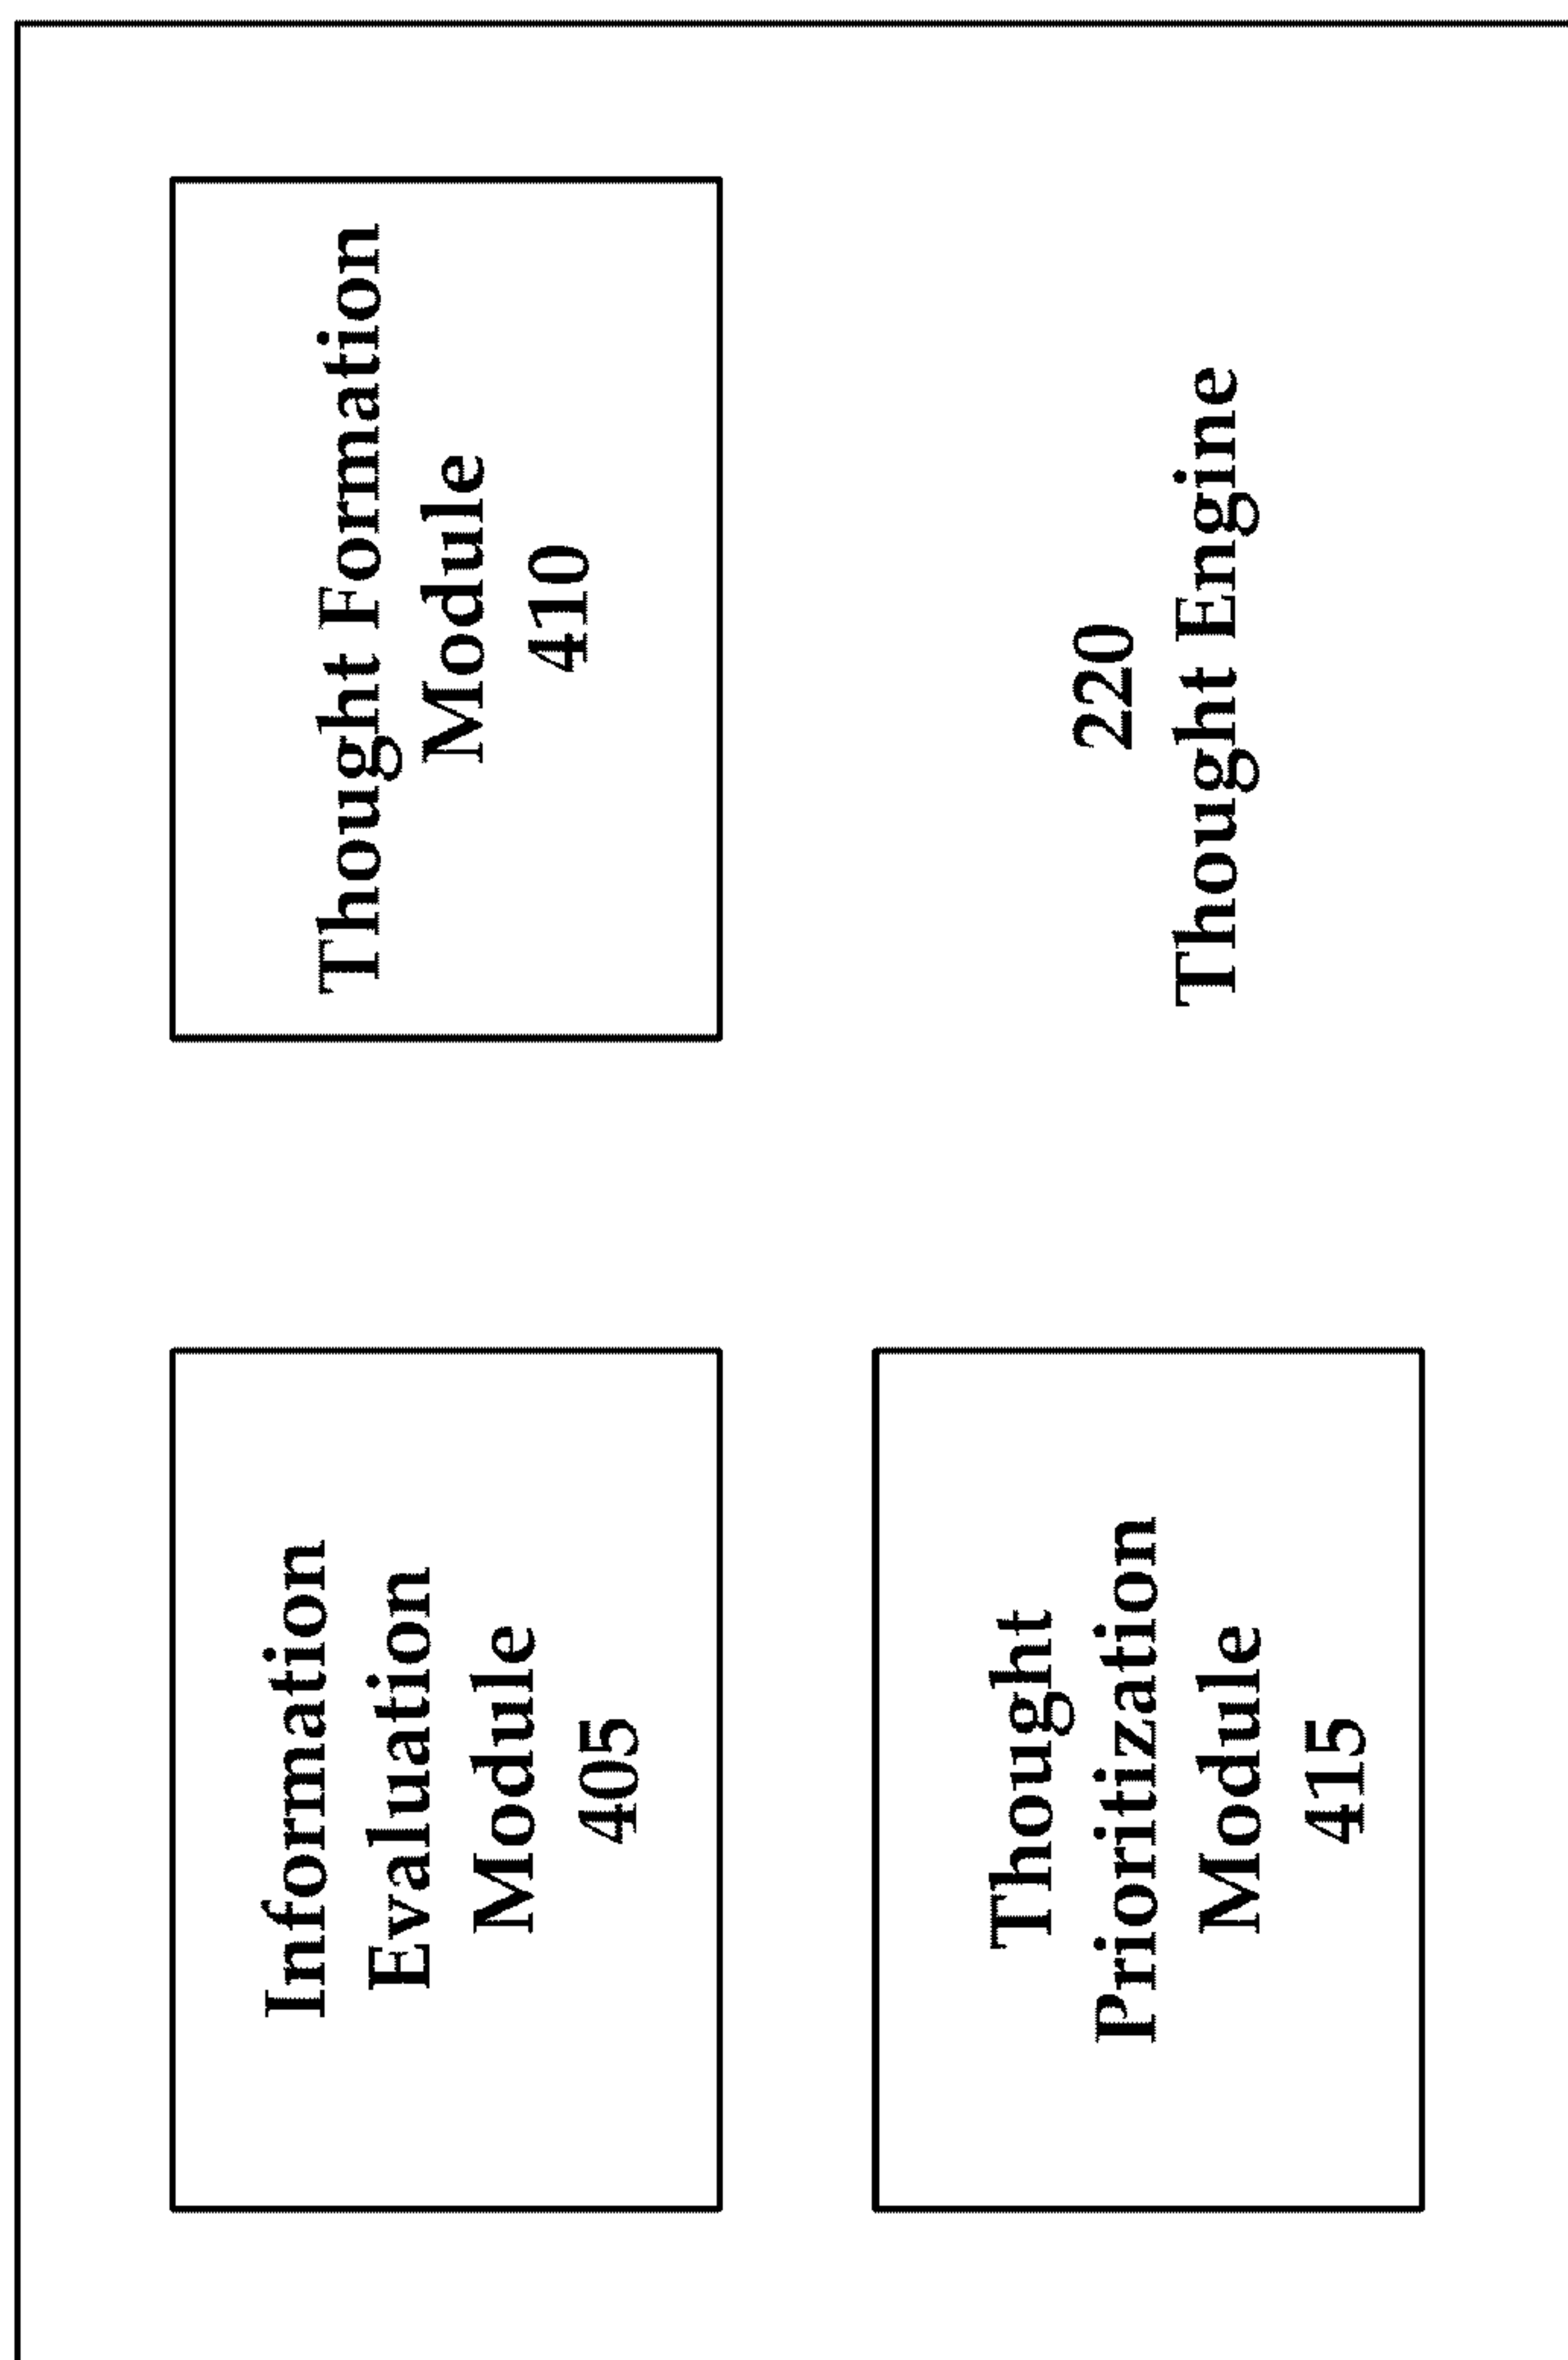 Information
Evaluation
Module
405
Thought Formation
Module
410
Thought
Prioritization
Module
415
220
Thought Engine